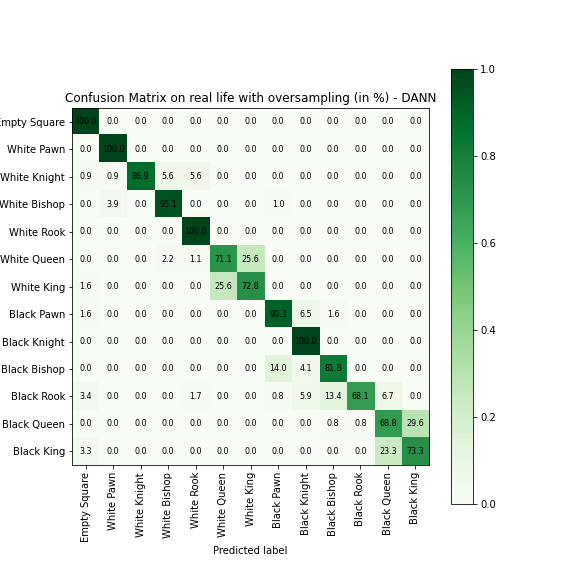 Confusion Matrix on real life with oversampling (in %) - DANN
Empty Square 100.0 0.0 0.0 0.0 0.0 0.0 0.0 0.0 0.0 0.0 0.0 0.0 0.0
White Pawn 0.0 100.0 0.0 0.0 0.0 0.0 0.0 0.0 0.0 0.0 0.0 0.0 0.0
White Knight 0.9 0.9 86.9 5.6 5.6 0.0 0.0 0.0 0.0 0.0 0.0 0.0 0.0
White Bishop 0.0 3.9 0.0 95.1 0.0 0.0 0.0 1.0 0.0 0.0 0.0 0.0 0.0
White Rook 0.0 0.0 0.0 0.0 100.0 0.0 0.0 0.0 0.0 0.0 0.0 0.0 0.0
White Queen 0.0 0.0 0.0 2.2 1.1 71.1 25.6 0.0 0.0 0.0 0.0 0.0 0.0
White King 1.6 0.0 0.0 0.0 0.0 25.6 72.8 0.0 0.0 0.0 0.0 0.0 0.0
Black Pawn 1.6 0.0 0.0 0.0 0.0 0.0 0.0 90.3 6.5 1.6 0.0 0.0 0.0
Black Knight 0.0 0.0 0.0 0.0 0.0 0.0 0.0 0.0 100.0 0.0 0.0 0.0 0.0
Black Bishop 0.0 0.0 0.0 0.0 0.0 0.0 0.0 14.0 4.1 81.8 0.0 0.0 0.0
Black Rook 3.4 0.0 0.0 0.0 1.7 0.0 0.0 0.8 5.9 13.4 68.1 6.7 0.0
Black Queen 0.0 0.0 0.0 0.0 0.0 0.0 0.0 0.0 0.0 0.8 0.8 68.8 29.6
Black King 3.3 0.0 0.0 0.0 0.0 0.0 0.0 0.0 0.0 0.0 0.0 23.3 73.3
Empty Square
White Pawn
White Knight
White Bishop
White Rook
White Queen
White King
Black Pawn
Black Knight
Black Bishop
Black Rook
Black Queen
Black King
Predicted label
1.0
0.8
0.6
0.4
0.2
0.0